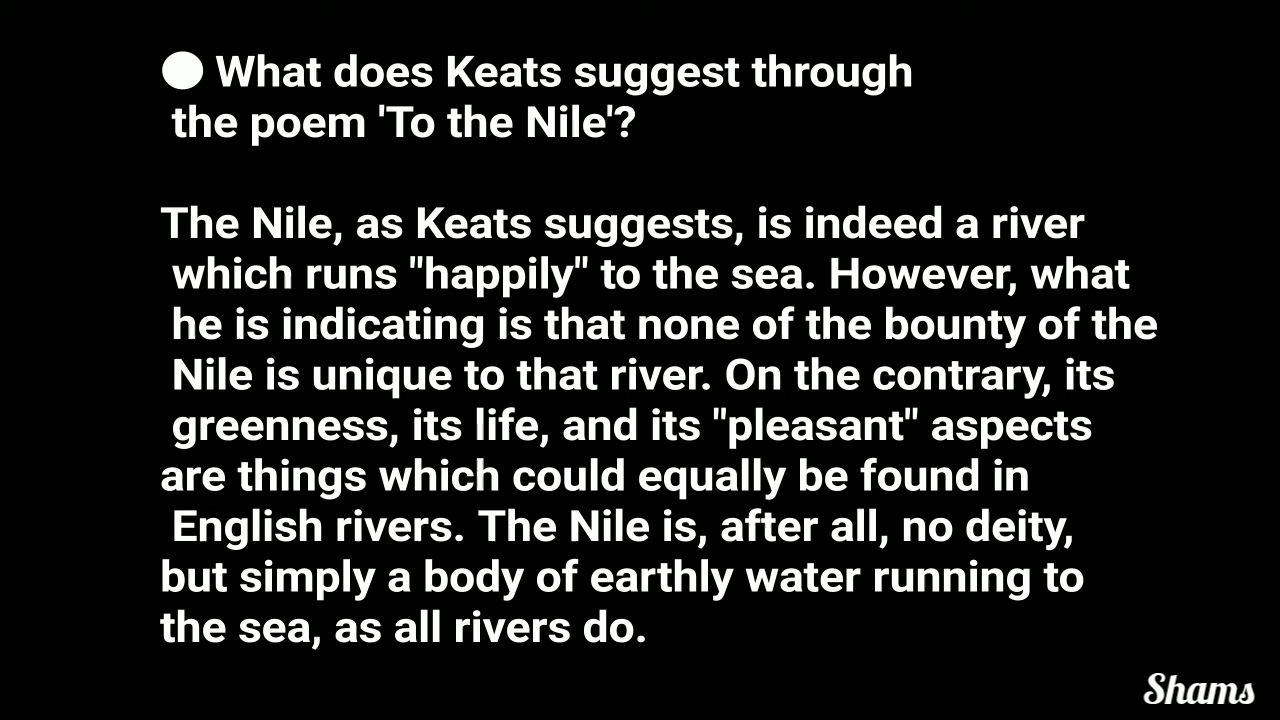 ● What does Keats suggest through
the poem 'To the Nile'?
The Nile, as Keats suggests, is indeed a river
which runs "happily" to the sea. However, what
he is indicating is that none of the bounty of the
Nile is unique to that river. On the contrary, its
greenness, its life, and its "pleasant" aspects
are things which could equally be found in
English rivers. The Nile is, after all, no deity,
but simply a body of earthly water running to
the sea, as all rivers do.
Shams